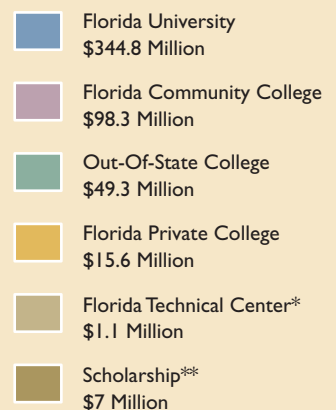 Florida University
$344.8 Million
Florida Community College
$98.3 Million
Out-Of-State College
$49.3 Million
Florida Private College
$15.6 Million
Florida Technical Center*
$1.1 Million
Scholarship**
$7 Million